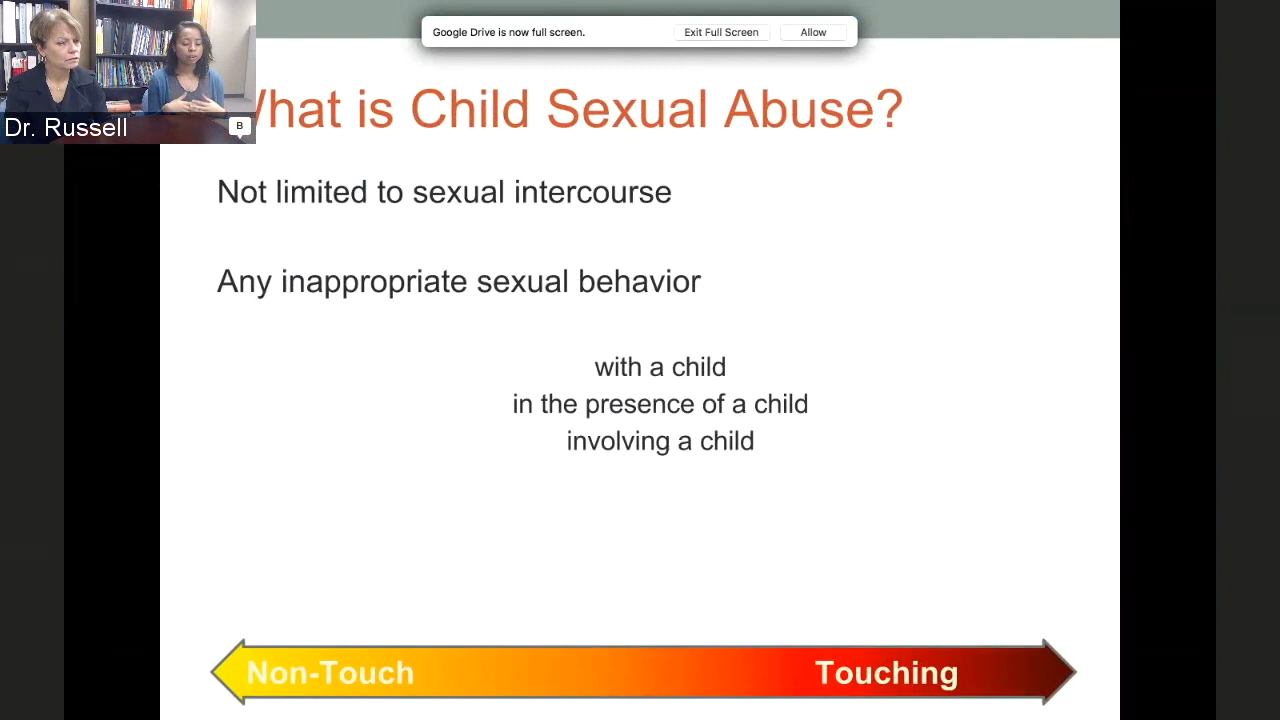 Google Drive is now full screen.
Exit Full Screen
Allow
Dr. Russell
B
hat is Child Sexual Abuse?
Not limited to sexual intercourse
Any inappropriate sexual behavior
with a child
in the presence of a child
involving a child
Non-Touch
Touching